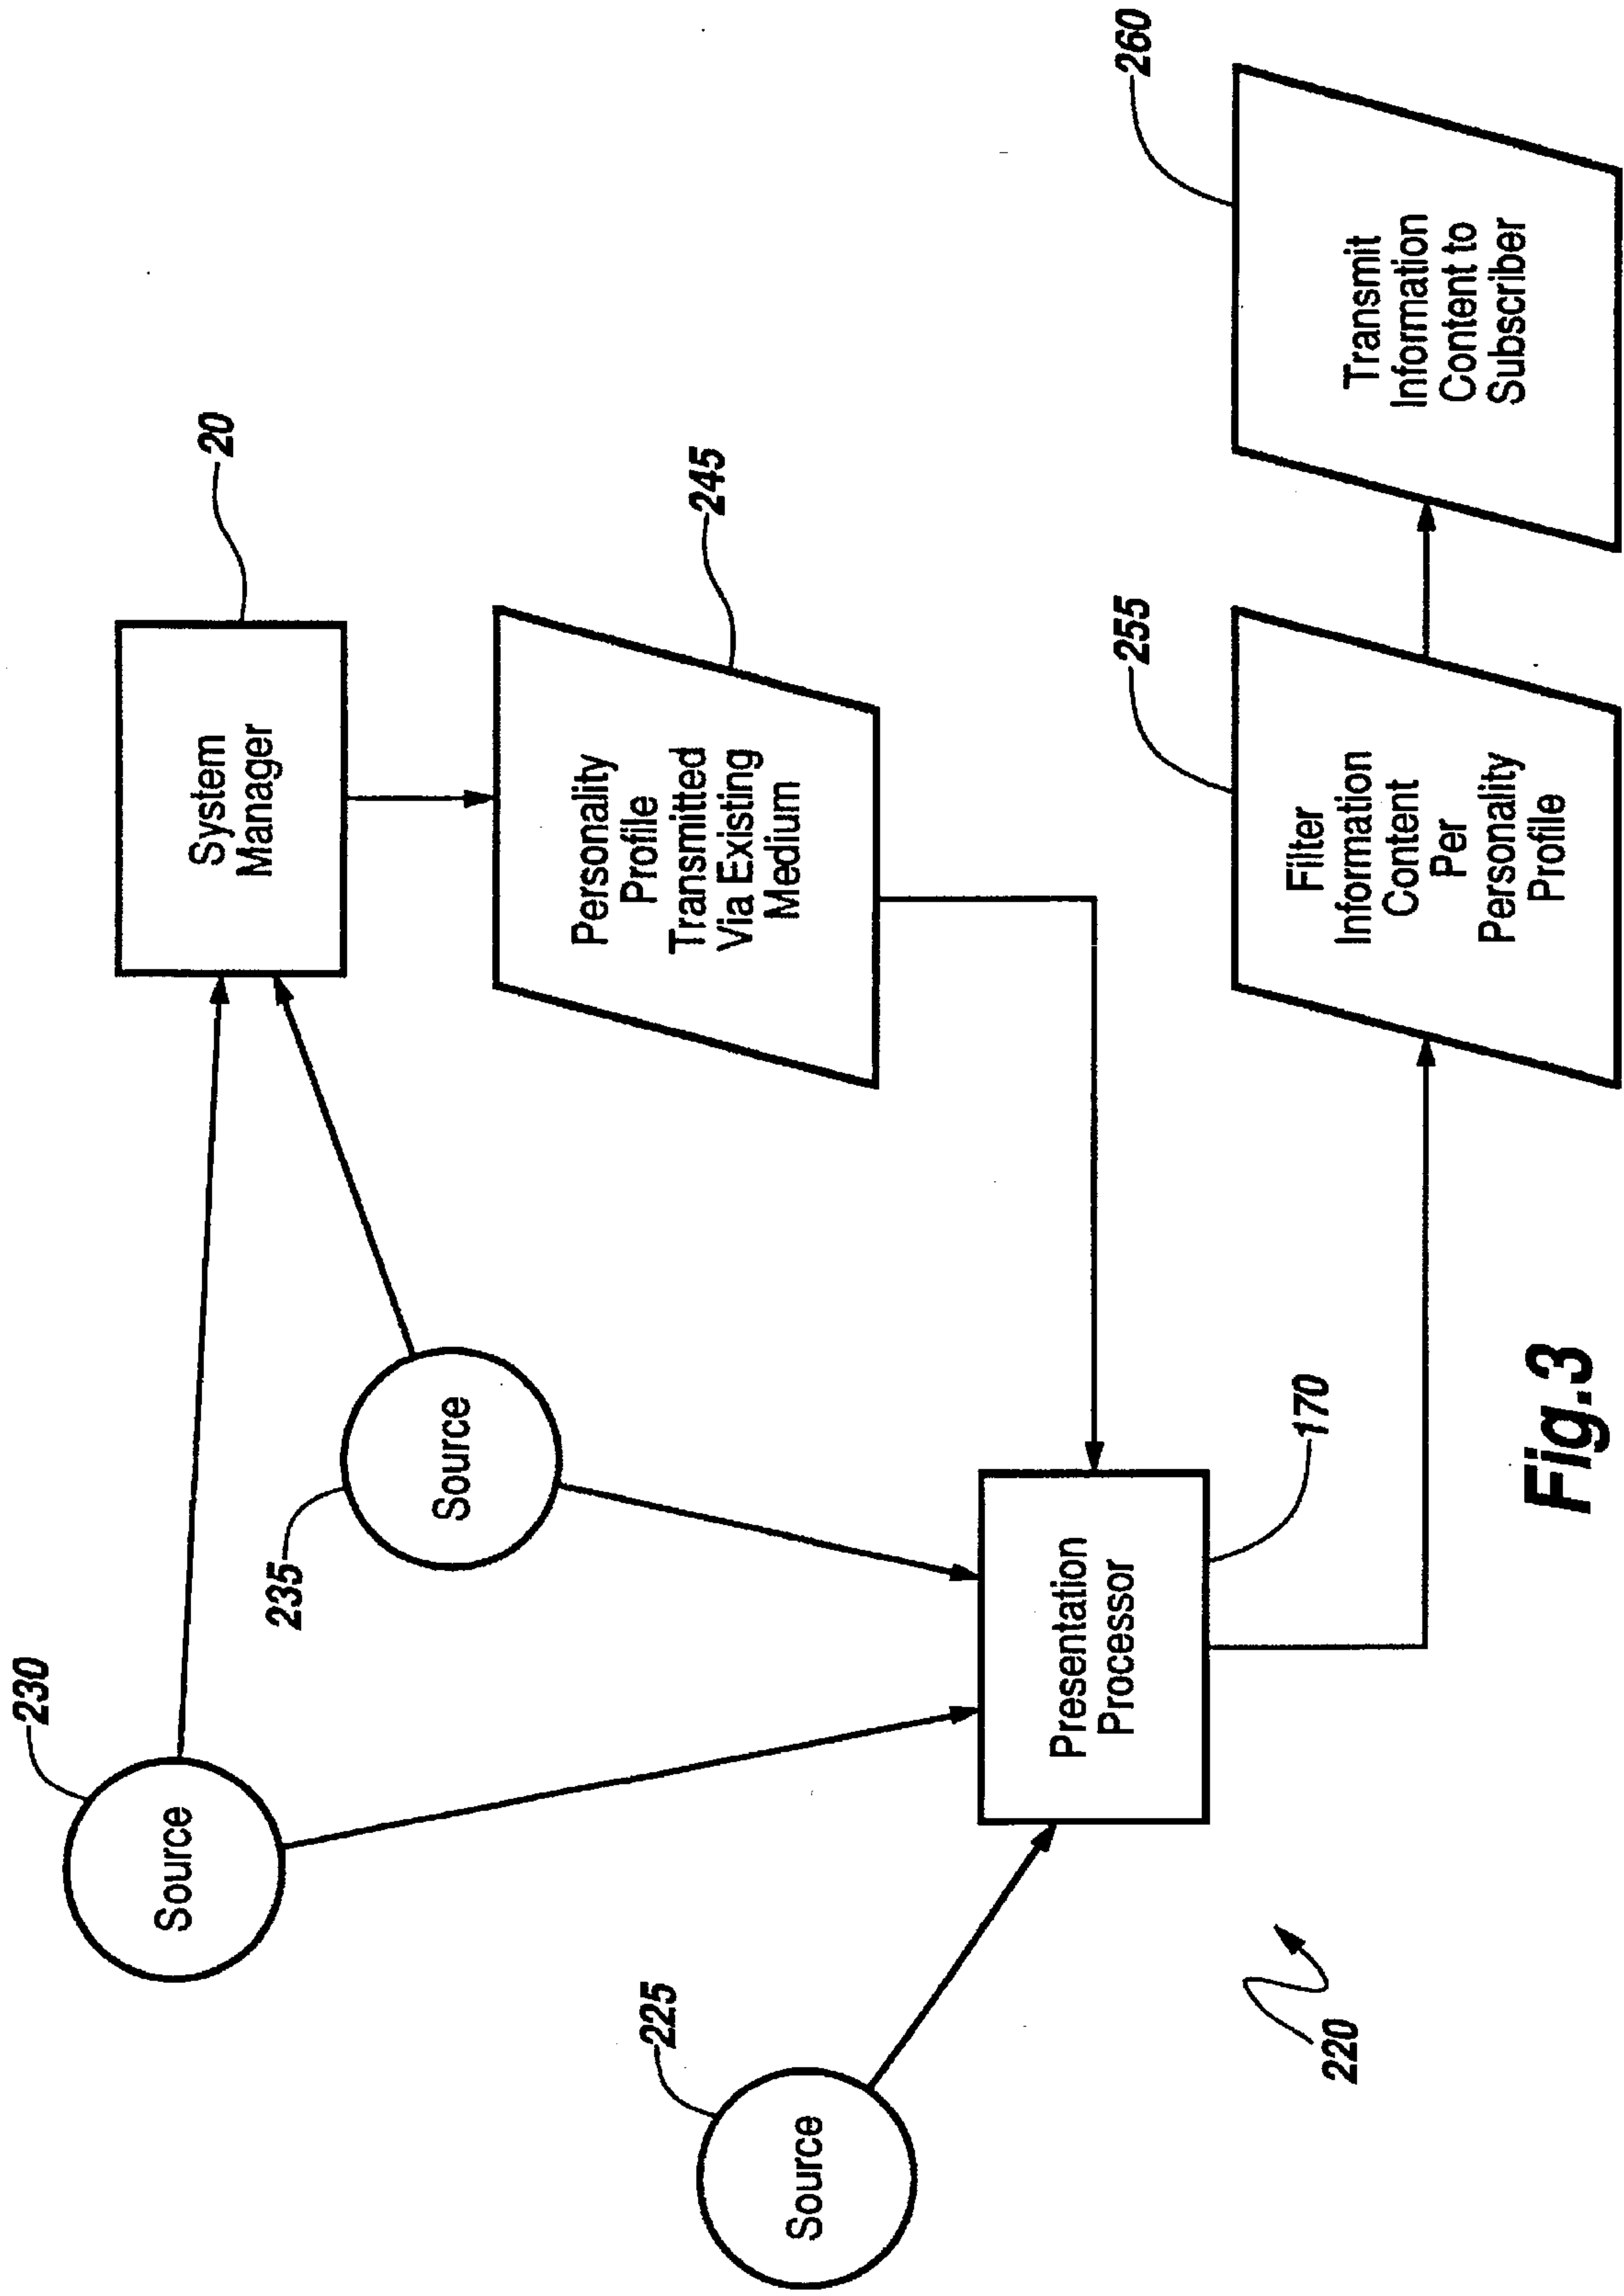 230
Source
235
Source
225
Source
20
System
Manager
245
Personality
Profile
Transmitted
Via Existing
Medium
Presentation
Processor
170
220
255
Filter
Information
Content
Per
Personality
Profile
260
Transmit
Information
Content to
Subscriber
Fig.3